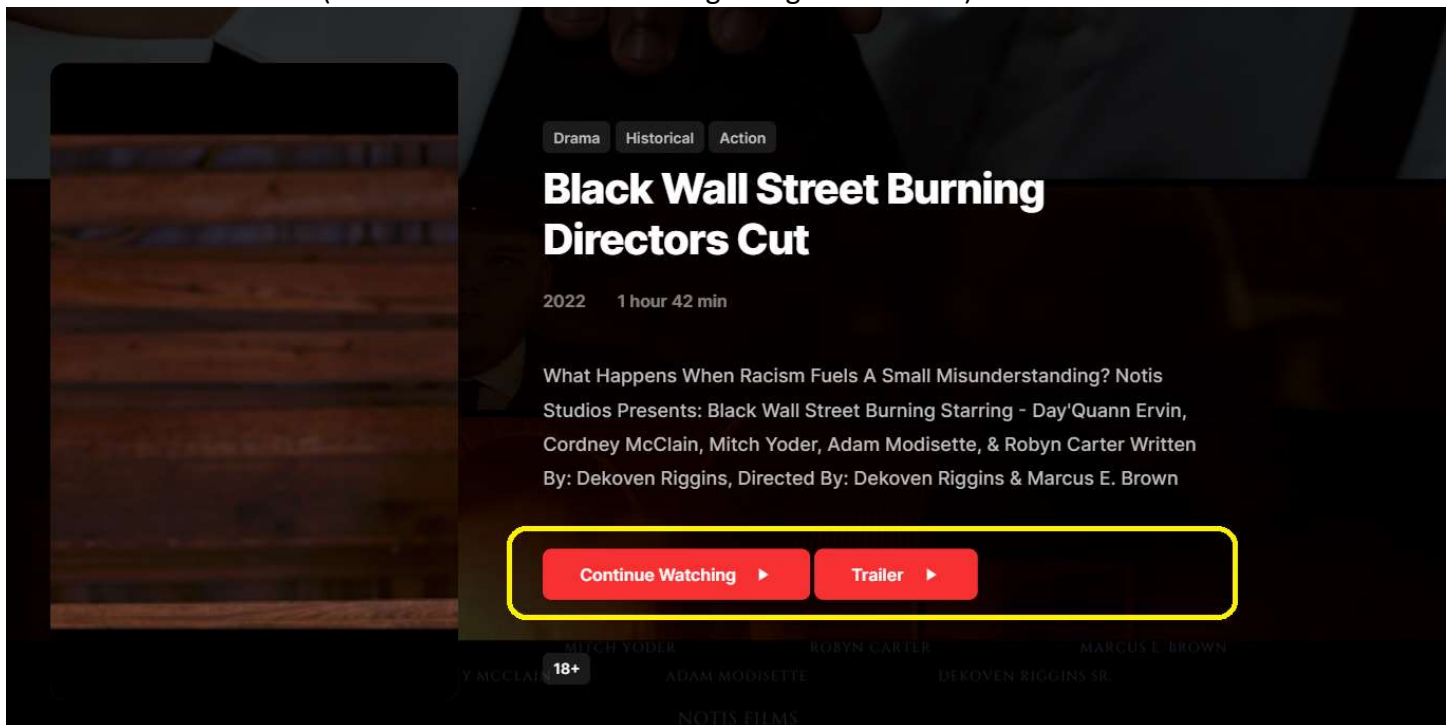 Drama Historical Action
Black Wall Street Burning
Directors Cut
2022 1 hour 42 min
What Happens When Racism Fuels A Small Misunderstanding? Notis
Studios Presents: Black Wall Street Burning Starring - Day'Quann Ervin,
Cordney McClain, Mitch Yoder, Adam Modisette, & Robyn Carter Written
By: Dekoven Riggins, Directed By: Dekoven Riggins & Marcus E. Brown
Continue Watching Trailer
MITCH YODER ROBYN CARTER MARCUS E. BROWN
18+
Y MCCLAIN ADAM MODISETTE DEKOVEN RIGGINS SR.
NOTIS FILMS